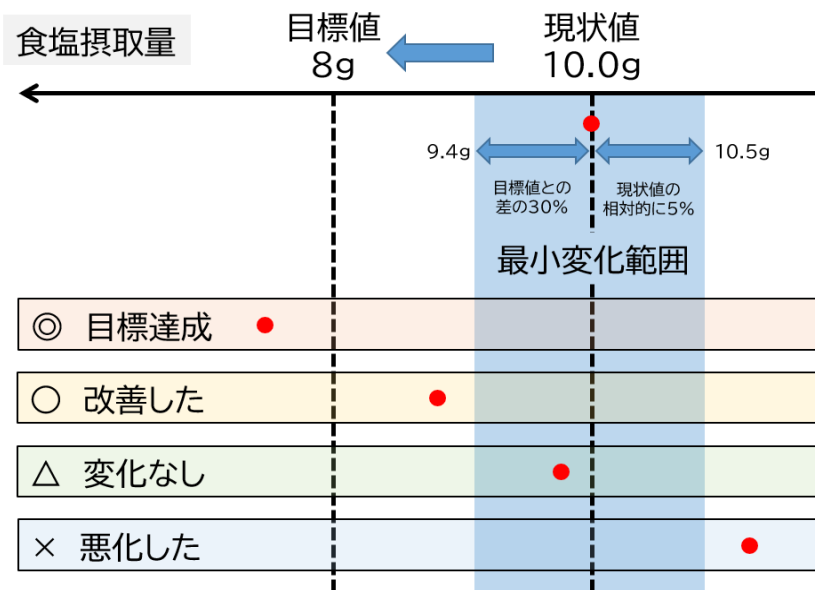 食塩摂取量
目標値
8g
現状値
10.0g
9.4g
10.5g
目標値との
差の30%
現状値の
相対的に5%
最小変化範囲
◎ 目標達成
○ 改善した
△ 変化なし
× 悪化した